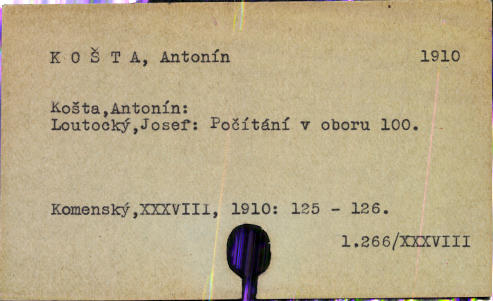 K O Š T A, Antonín 1910
Košta,Antonín:
Loutocký,Josef: Počítání v oboru 100.
Komenský,XXXVIII, 1910: 125 - 126.
1.266/XXXVIII